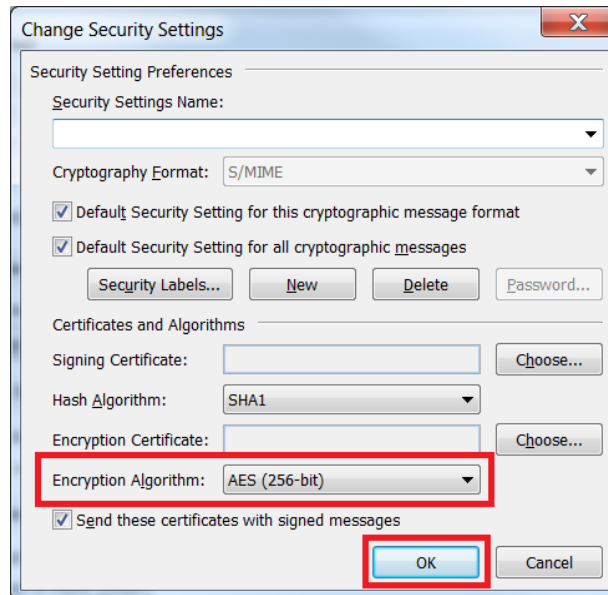 Change Security Settings
Security Setting Preferences
Security Settings Name:
Cryptography Format: S/MIME
Default Security Setting for this cryptographic message format
Default Security Setting for all cryptographic messages
Security Labels... New Delete Password...
Certificates and Algorithms
Signing Certificate: Choose...
Hash Algorithm: SHA1
Encryption Certificate: Choose...
Encryption Algorithm: AES (256-bit)
Send these certificates with signed messages
OK Cancel